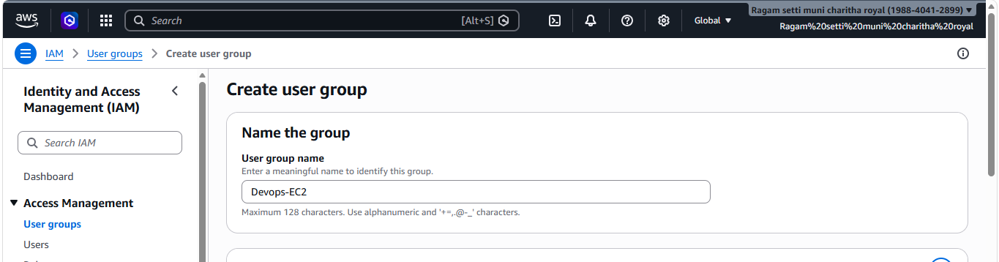 aws
Search [Alt+S]
Global
Ragam setti muni charitha royal (1988-4041-2899)
Ragam%20setti%20muni%20charitha%20royal
IAM > User groups > Create user group
Identity and Access
Management (IAM)
Search IAM
Dashboard
Access Management
User groups
Users
Create user group
Name the group
User group name
Enter a meaningful name to identify this group.
Devops-EC2
Maximum 128 characters. Use alphanumeric and '+=,.@-_' characters.